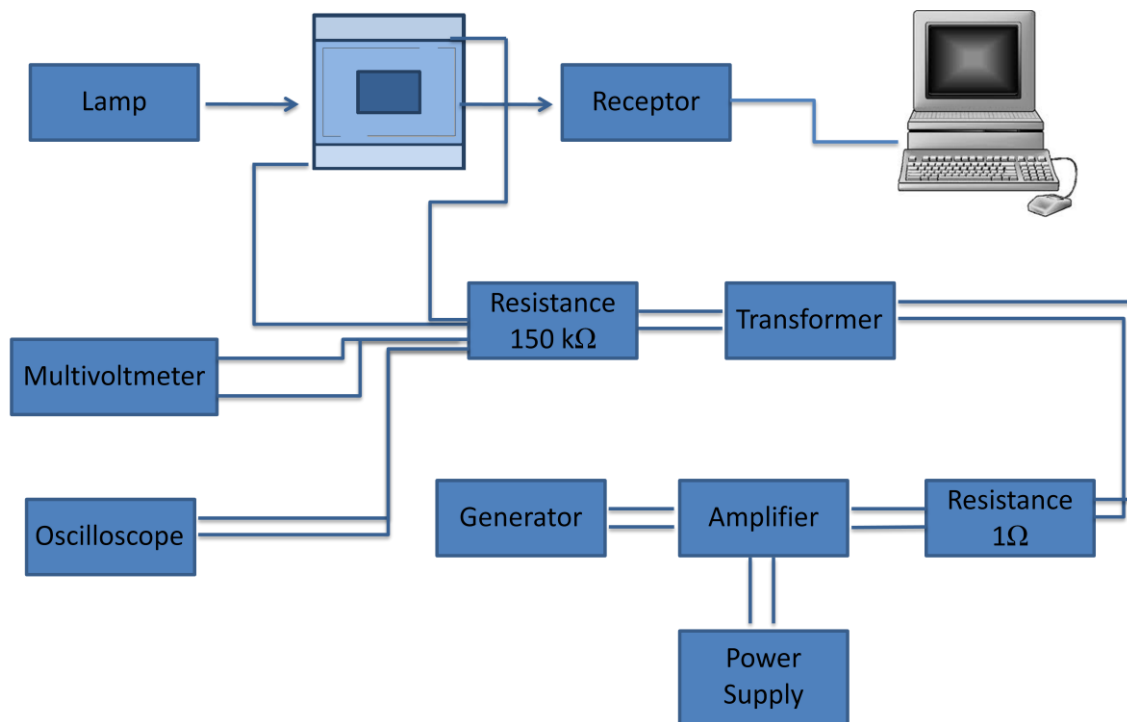 Lamp
Receptor
Resistance
150 kΩ
Transformer
Multivoltmeter
Oscilloscope
Generator
Amplifier
Resistance
1Ω
Power
Supply